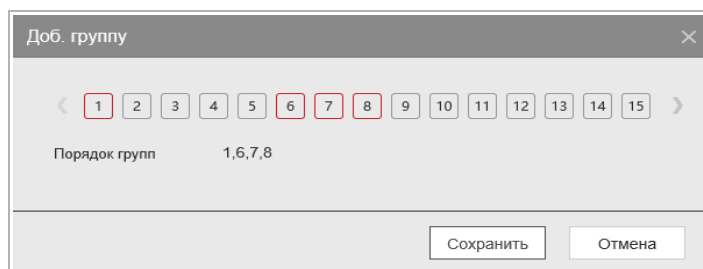 Доб. группу
1 2 3 4 5 6 7 8 9 10 11 12 13 14 15
Порядок групп 1,6,7,8
Сохранить Отмена